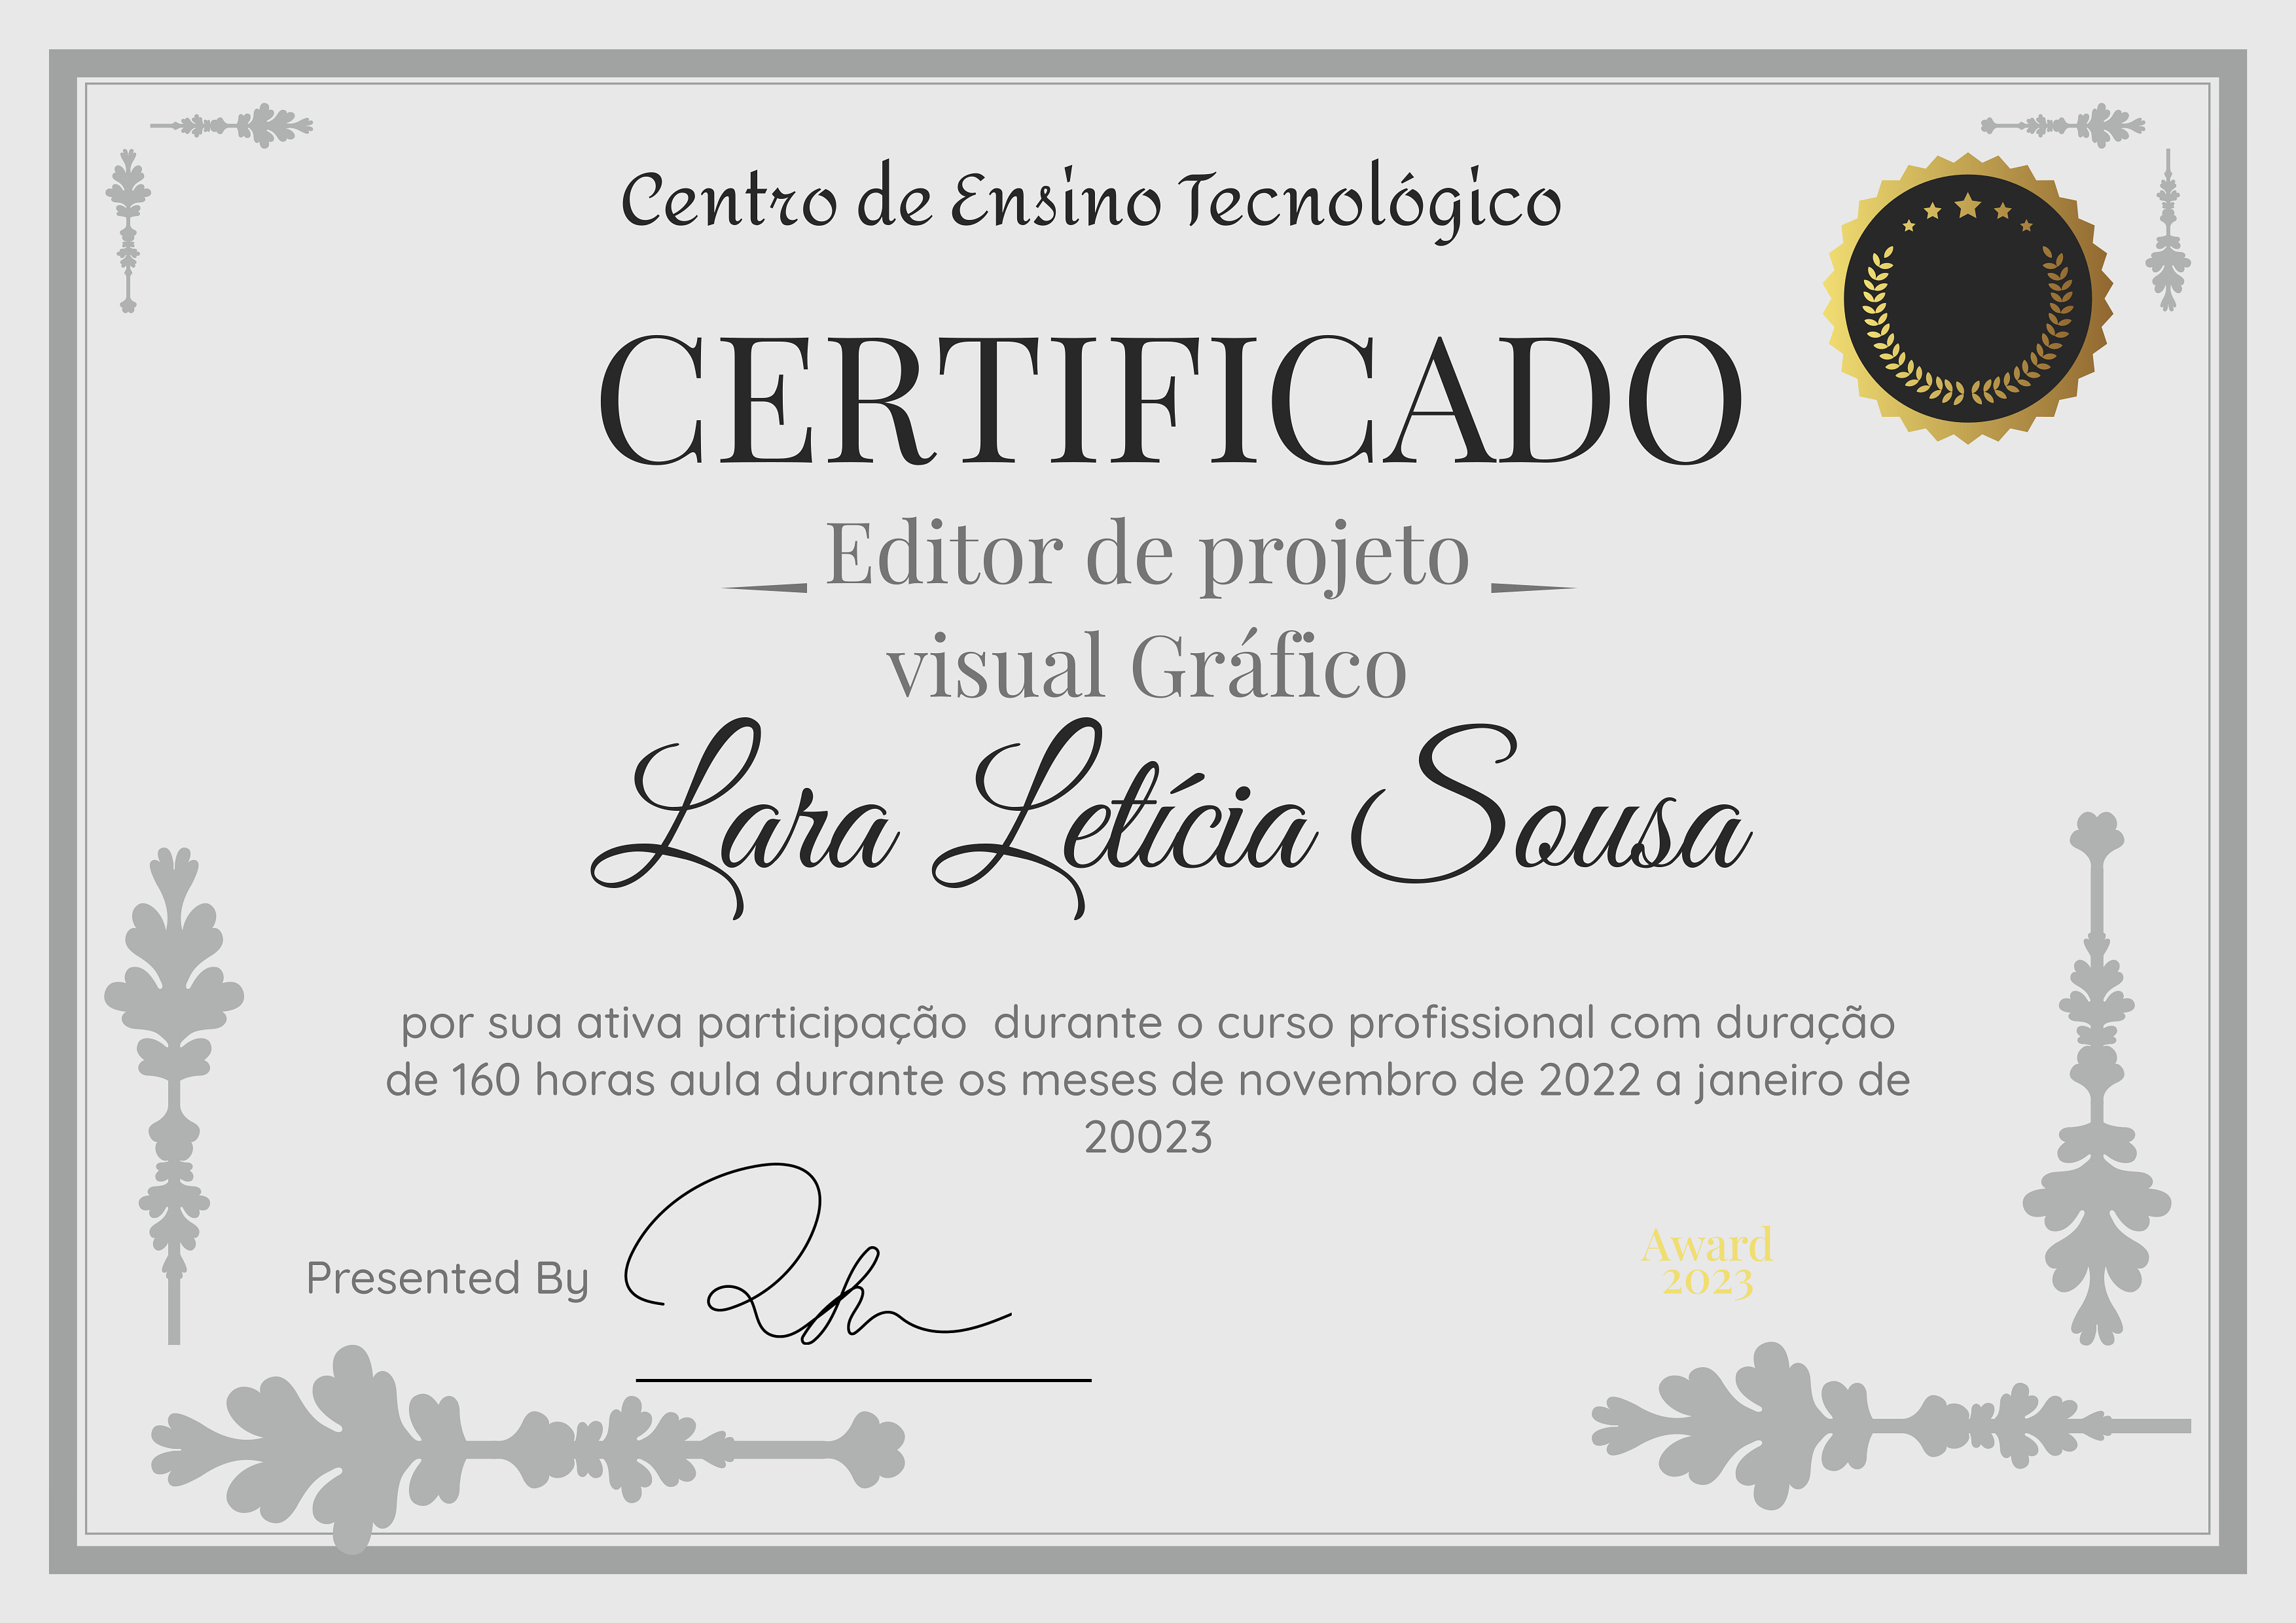 Centro de Ensino Tecnológico
CERTIFICADO
Editor de projeto
visual Gráfico
Lara Letícia Sousa
por sua ativa participação  durante o curso profissional com duração
de 160 horas aula durante os meses de novembro de 2022 a janeiro de
20023
Presented By
Award
2023